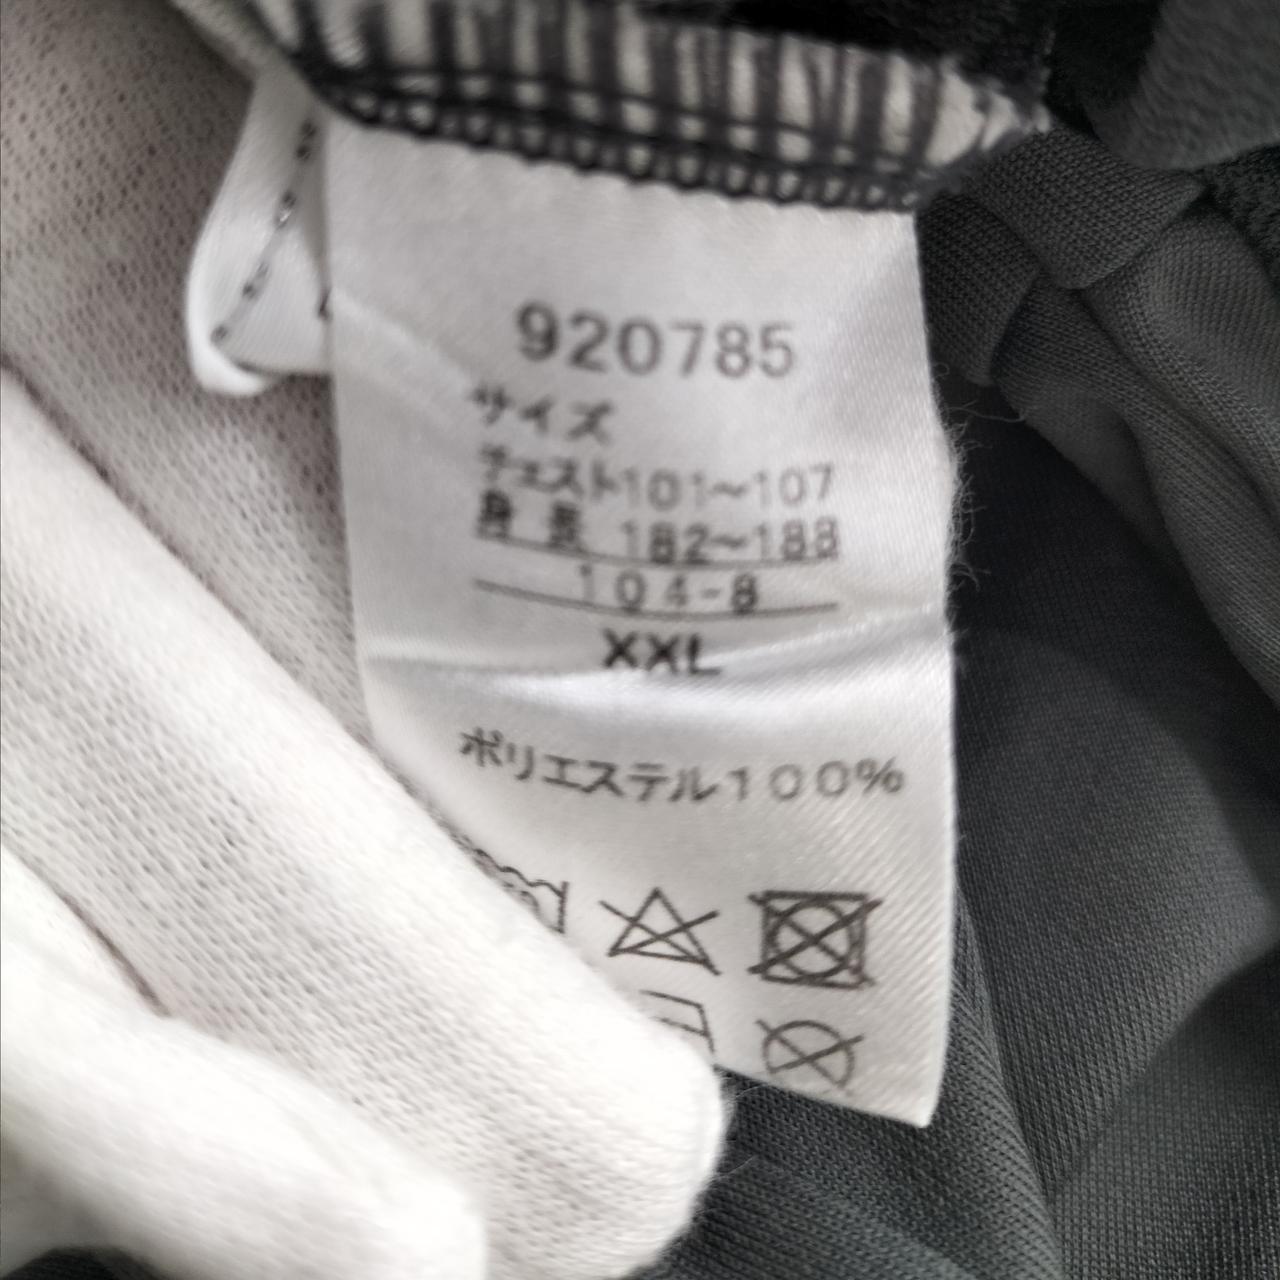 920785
サイズ
チェスト101〜107
身長 182〜188
104-8
XXL
ポリエステル100%